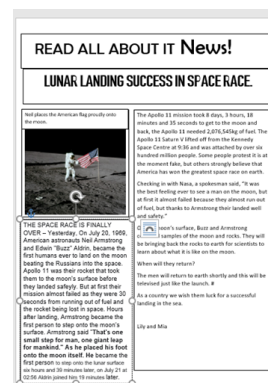 READ ALL ABOUT IT News!
LUNAR LANDING SUCCESS IN SPACE RACE.
Neil places the American flag proudly onto
the moon.
THE SPACE RACE IS FINALLY
OVER – Yesterday, On July 20, 1969,
American astronauts Neil Armstrong
and Edwin "Buzz" Aldrin, became the
first humans ever to land on the moon
beating the Russians into the space.
Apollo 11 was their rocket that took
them to the moon's surface before
they landed safely. But at first their
mission almost failed as they were 30
seconds from running out of fuel and
the rocket being lost in space. Hours
after landing, Armstrong became the
first person to step onto the moon's
surface. Armstrong said "That's one
small step for man, one giant leap
for mankind." As he placed his foot
onto the moon itself. He became the
first person to step onto the lunar surface
six hours and 39 minutes later, on July 21 at
02:56 Aldrin joined him 19 minutes later.
The Apollo 11 mission took 8 days, 3 hours, 18
minutes and 35 seconds to get to the moon and
back, the Apollo 11 needed 2,076,545kg of fuel. The
Apollo 11 Saturn V lifted off from the Kennedy
Space Centre at 9:36 and was attached by over six
hundred million people. Some people protest it is at
the moment fake, but others strongly believe that
America has won the greatest space race on earth.
Checking in with Nasa, a spokesman said, "It was
the best feeling ever to see a man on the moon, but
at first it almost failed because they almost run out
of fuel, but thanks to Armstrong they landed well
and safely."
moon's surface, Buzz and Armstrong
samples of the moon and rocks. They will
be bringing back the rocks to earth for scientists to
learn about what it is like on the moon.
When will they return?
The men will return to earth shortly and this will be
televised just like the launch. #
As a country we wish them luck for a successful
landing in the sea.
Lily and Mia